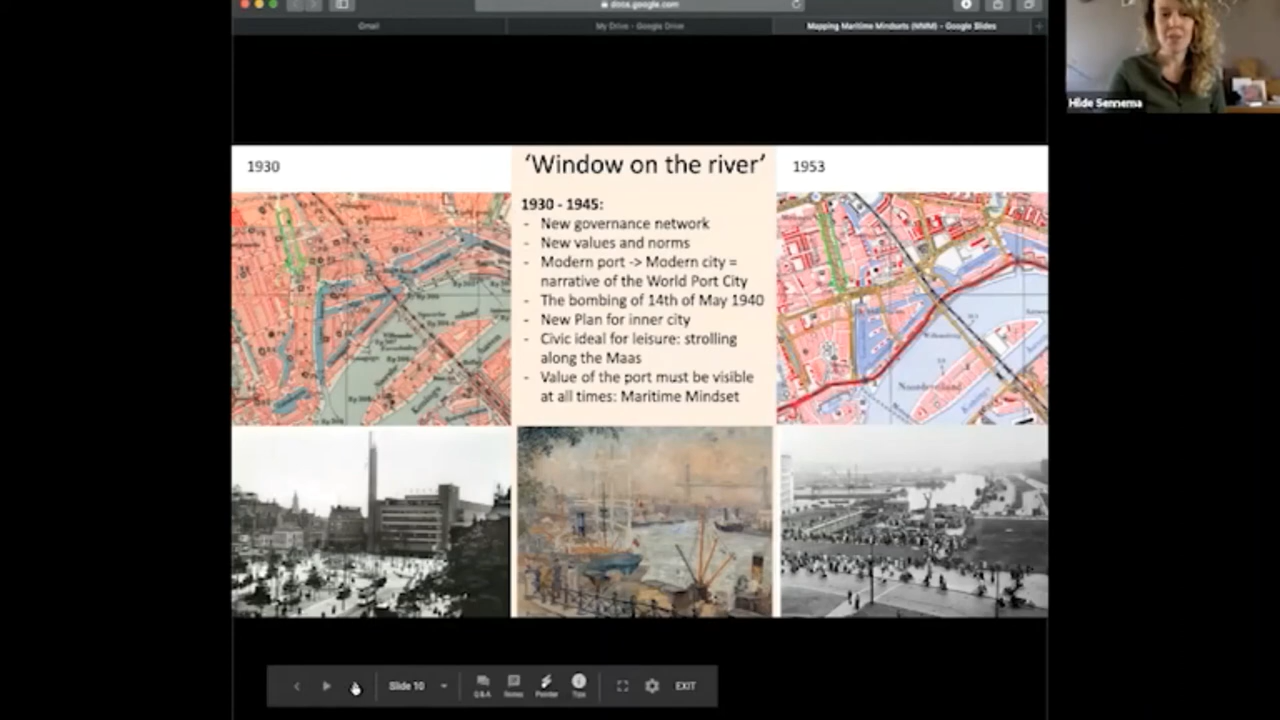 docs.google.com
Gmail
My Drive - Google Drive
Mapping Maritime Mindsets (MMM) - Google Slides
Hilde Sennema
1930
'Window on the river'
1953
1930 - 1945:
- New governance network
- New values and norms
- Modern port -> Modern city =
narrative of the World Port City
- The bombing of 14th of May 1940
- New Plan for inner city
- Civic ideal for leisure: strolling
along the Maas
- Value of the port must be visible
at all times: Maritime Mindset
Noordereiland
Slide 10
Q&A
Notes
Pointer
Tips
EXIT